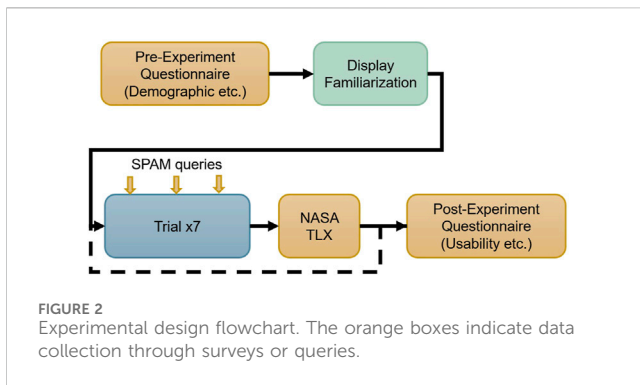 Pre-Experiment
Questionnaire
(Demographic etc.)
Display
Familiarization
SPAM queries
Trial x7
NASA
TLX
Post-Experiment
Questionnaire
(Usability etc.)
FIGURE 2
Experimental design flowchart. The orange boxes indicate data
collection through surveys or queries.